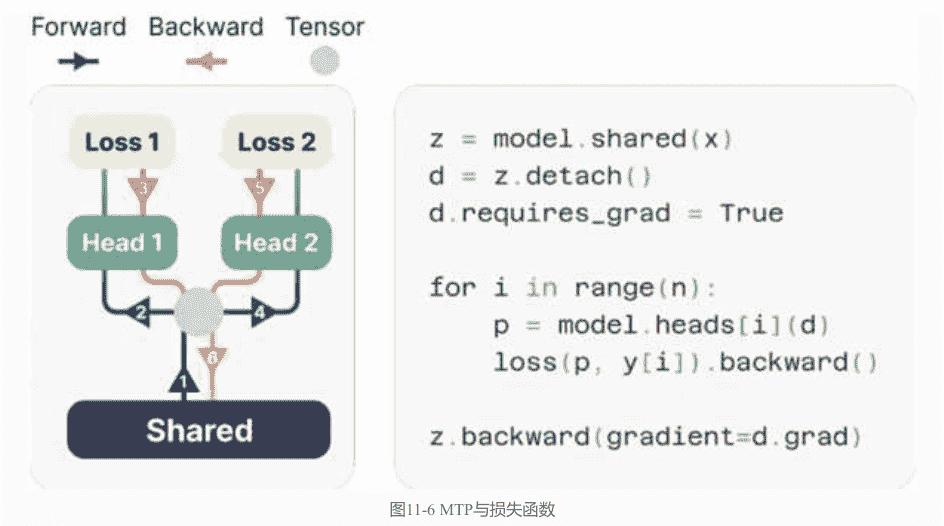 Forward Backward Tensor
Loss 1 Loss 2
3 5
Head 1 Head 2
2 4
1 6
Shared
z = model.shared(x)
d = z.detach()
d.requires_grad = True
for i in range(n):
    p = model.heads[i](d)
    loss(p, y[i]).backward()
z.backward(gradient=d.grad)
图11-6 MTP与损失函数